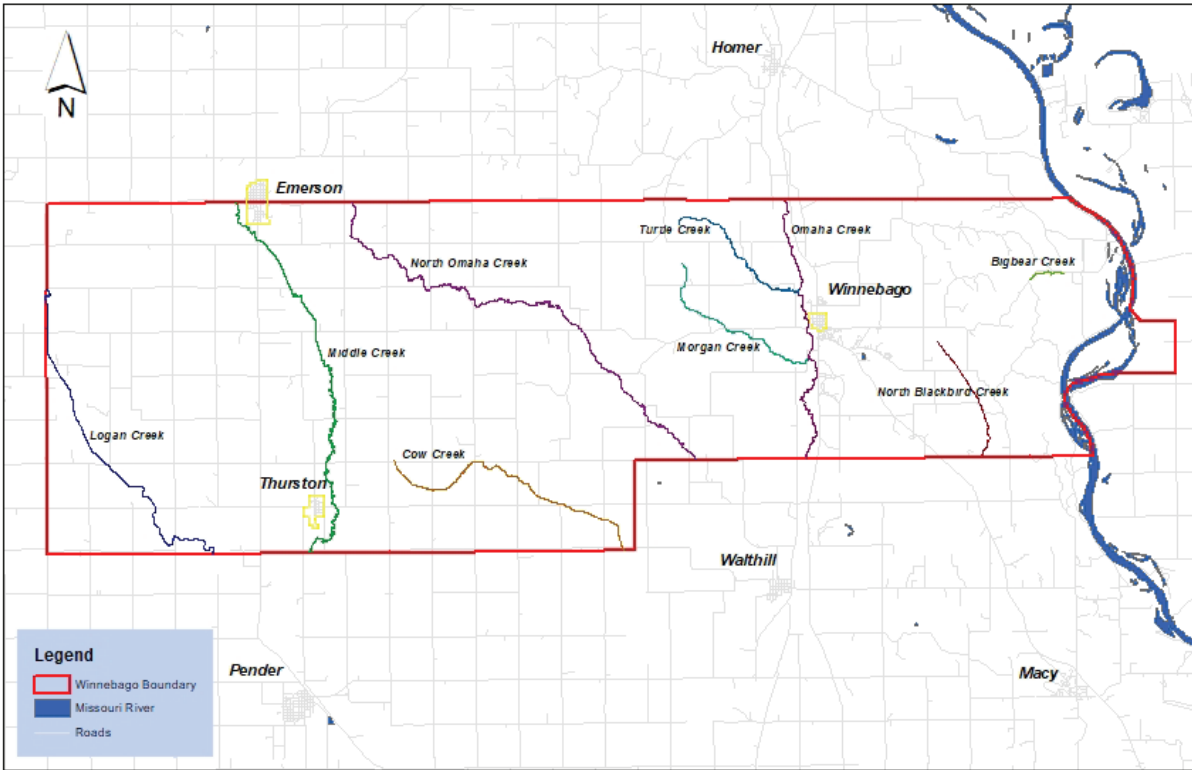 Homer
N
Emerson
Turtle Creek
Omaha Creek
North Omaha Creek
Bigbear Creek
Winnebago
Middle Creek
Morgan Creek
North Blackbird Creek
Logan Creek
Cow Creek
Thurston
Walthill
Legend
Winnebago Boundary
Missouri River
Roads
Pender
Macy